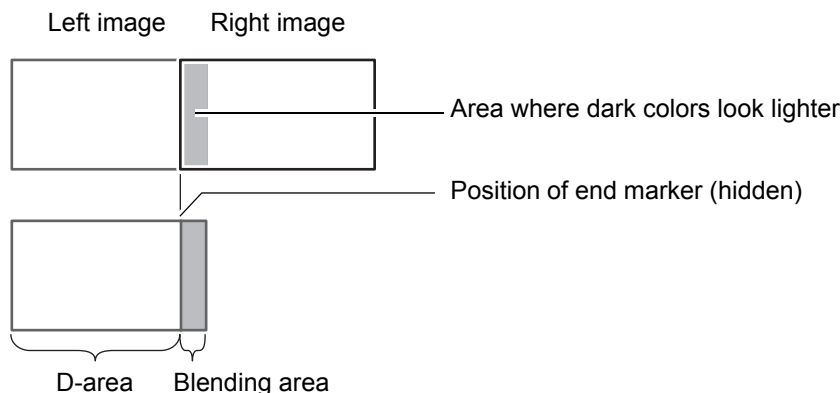 Left image Right image
Area where dark colors look lighter
Position of end marker (hidden)
D-area Blending area